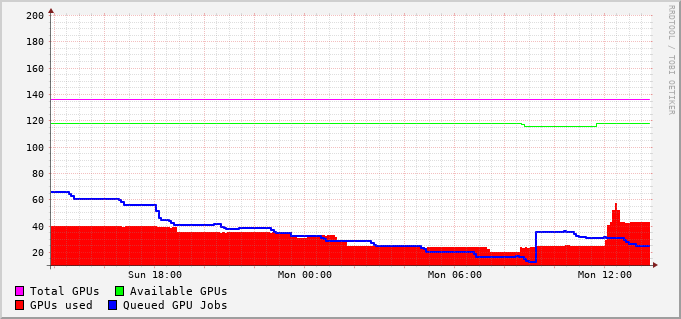 200
180
160
140
120
100
80
60
40
20
Sun 18:00 Mon 00:00 Mon 06:00 Mon 12:00
Total GPUs Available GPUs
GPUs used Queued GPU Jobs
RRDTOOL / TOBI OETIKER